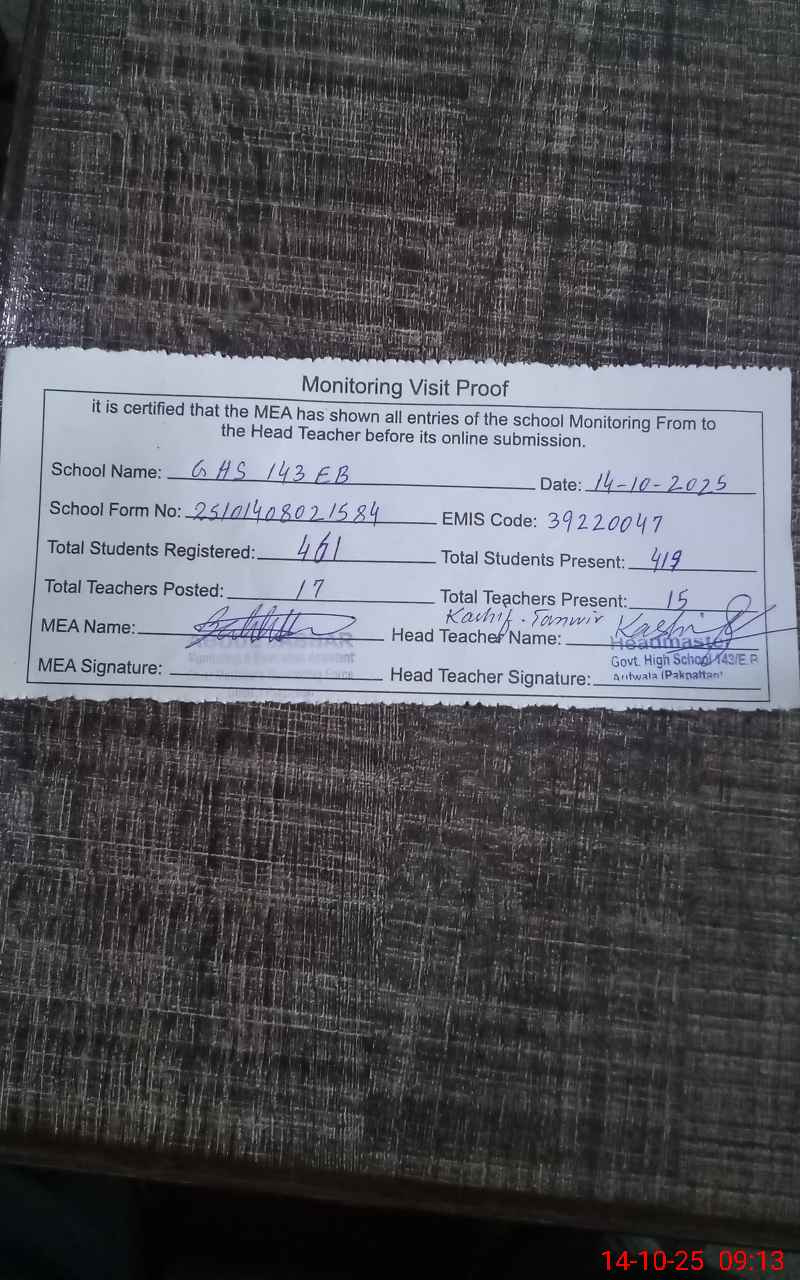 Monitoring Visit Proof
it is certified that the MEA has shown all entries of the school Monitoring From to
the Head Teacher before its online submission.
School Name: GHS 143 EB Date: 14-10-2025
School Form No: 25101408021584 EMIS Code: 39220047
Total Students Registered: 461 Total Students Present: 419
Total Teachers Posted: 17 Total Teachers Present: 15
MEA Name: Head Teacher Name: Kashif Tanwir
Headmaster
Govt. High School 143/E.B
MEA Signature: Head Teacher Signature:
Arifwala (Pakpattan)
14-10-25 09:13